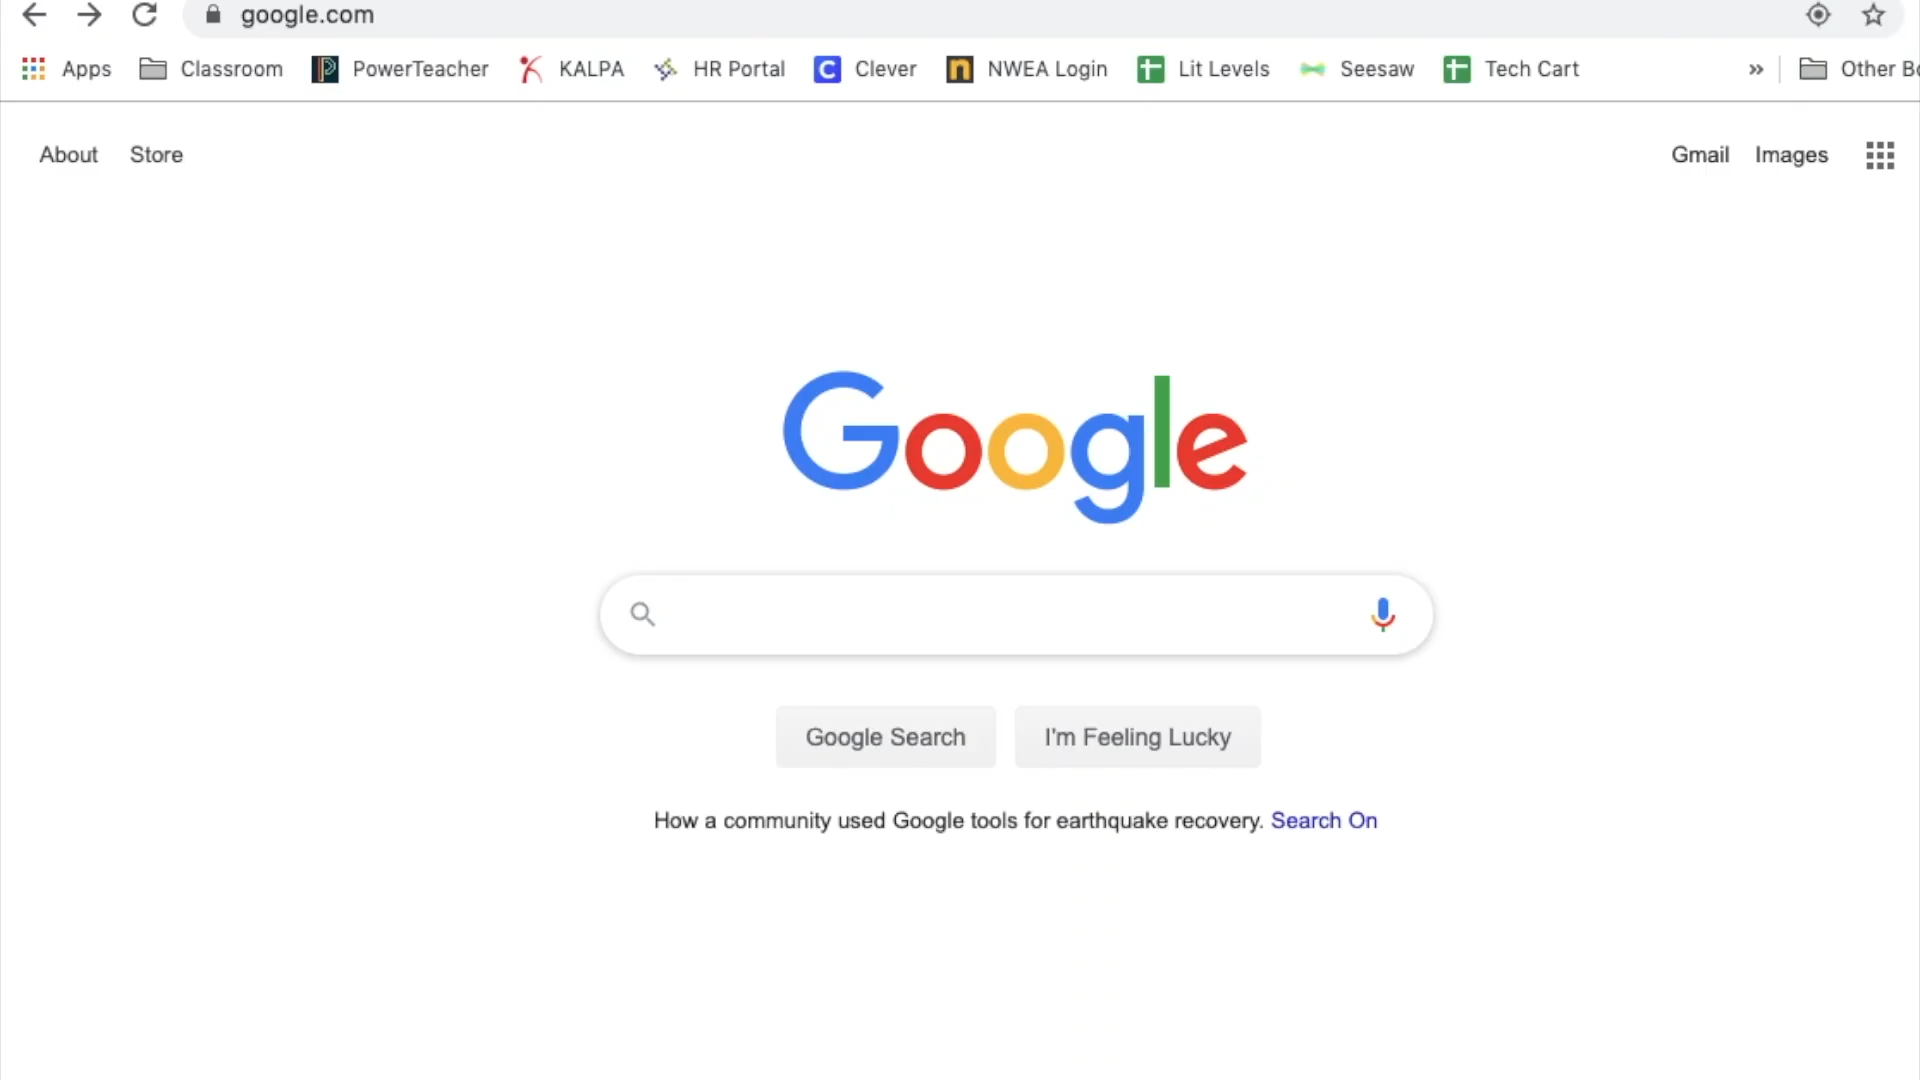 google.com
Apps Classroom PowerTeacher KALPA HR Portal Clever NWEA Login Lit Levels Seesaw Tech Cart » Other
About Store Gmail Images
Google
Google Search I'm Feeling Lucky
How a community used Google tools for earthquake recovery. Search On